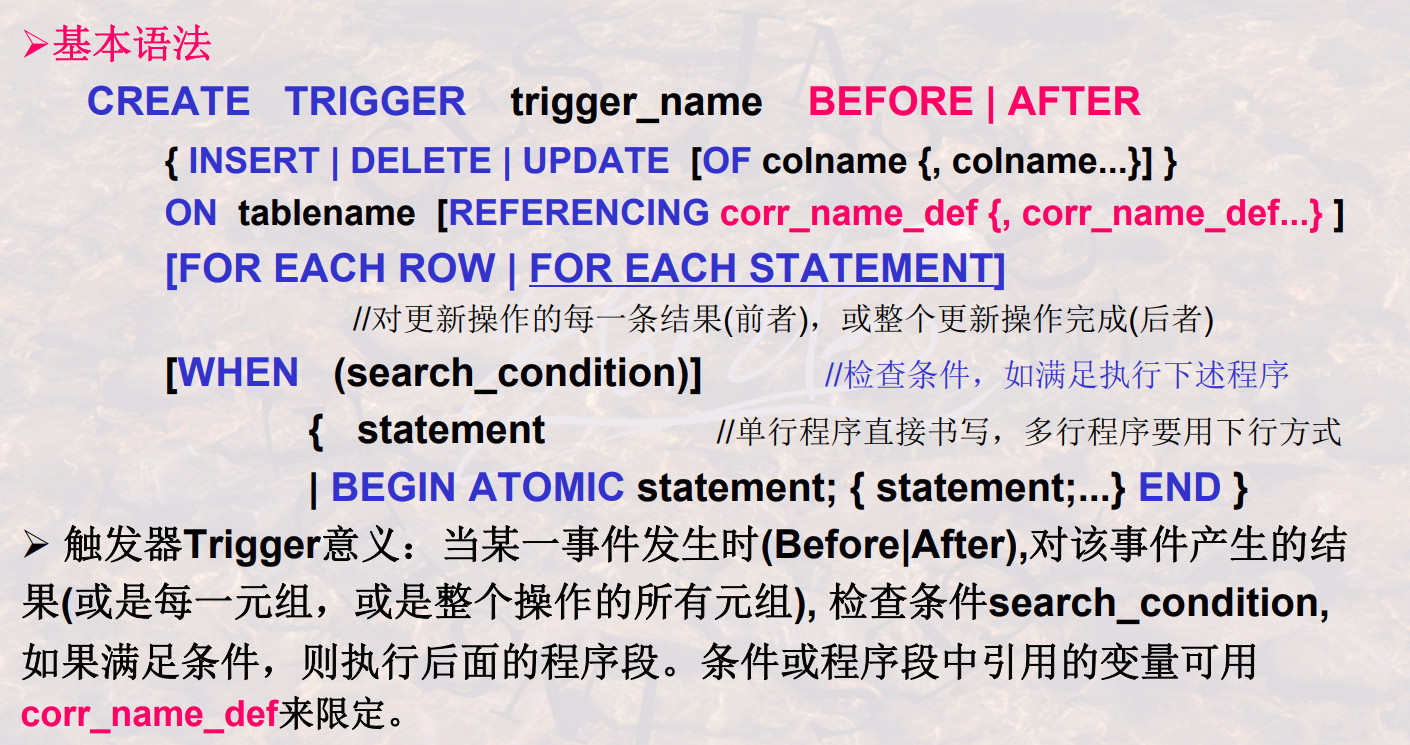 ➢基本语法
CREATE TRIGGER trigger_name BEFORE | AFTER
{ INSERT | DELETE | UPDATE [OF colname {, colname...}] }
ON tablename [REFERENCING corr_name_def {, corr_name_def...} ]
[FOR EACH ROW | FOR EACH STATEMENT]
//对更新操作的每一条结果(前者)，或整个更新操作完成(后者)
[WHEN (search_condition)] //检查条件，如满足执行下述程序
{ statement //单行程序直接书写，多行程序要用下行方式
| BEGIN ATOMIC statement; { statement;...} END }
➢ 触发器Trigger意义：当某一事件发生时(Before|After),对该事件产生的结
果(或是每一元组，或是整个操作的所有元组), 检查条件search_condition,
如果满足条件，则执行后面的程序段。条件或程序段中引用的变量可用
corr_name_def来限定。